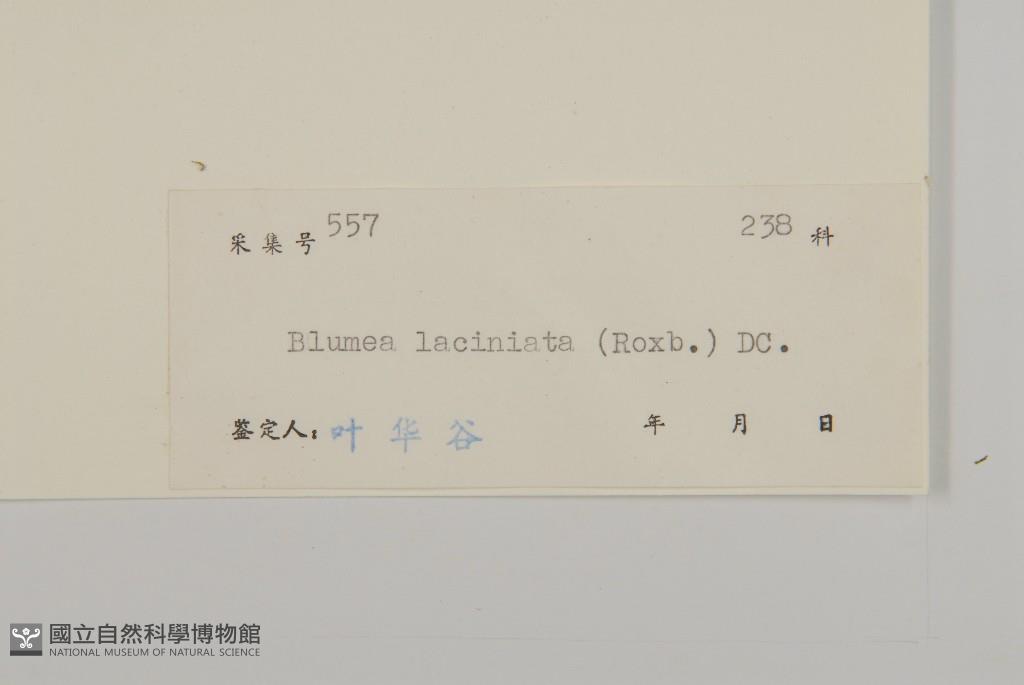 采集号 557 238 科
Blumea laciniata (Roxb.) DC.
鉴定人: 叶华谷 年 月 日
國立自然科學博物館
NATIONAL MUSEUM OF NATURAL SCIENCE